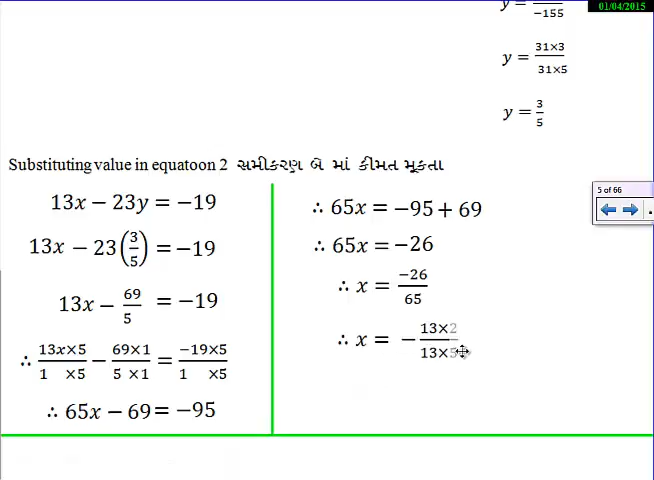 01/04/2015
y = / -155
y = 31×3 / 31×5
y = 3/5
Substituting value in equatoon 2 સમીકરણ બે માં કીંમત મૂકતા
5 of 66
13x − 23y = −19
13x − 23(3/5) = −19
13x − 69/5 = −19
∴ 13x×5 / 1 ×5 − 69×1 / 5 ×1 = −19×5 / 1 ×5
∴ 65x − 69 = −95
∴ 65x = −95 + 69
∴ 65x = −26
∴ x = −26/65
∴ x = − 13×2 / 13×5